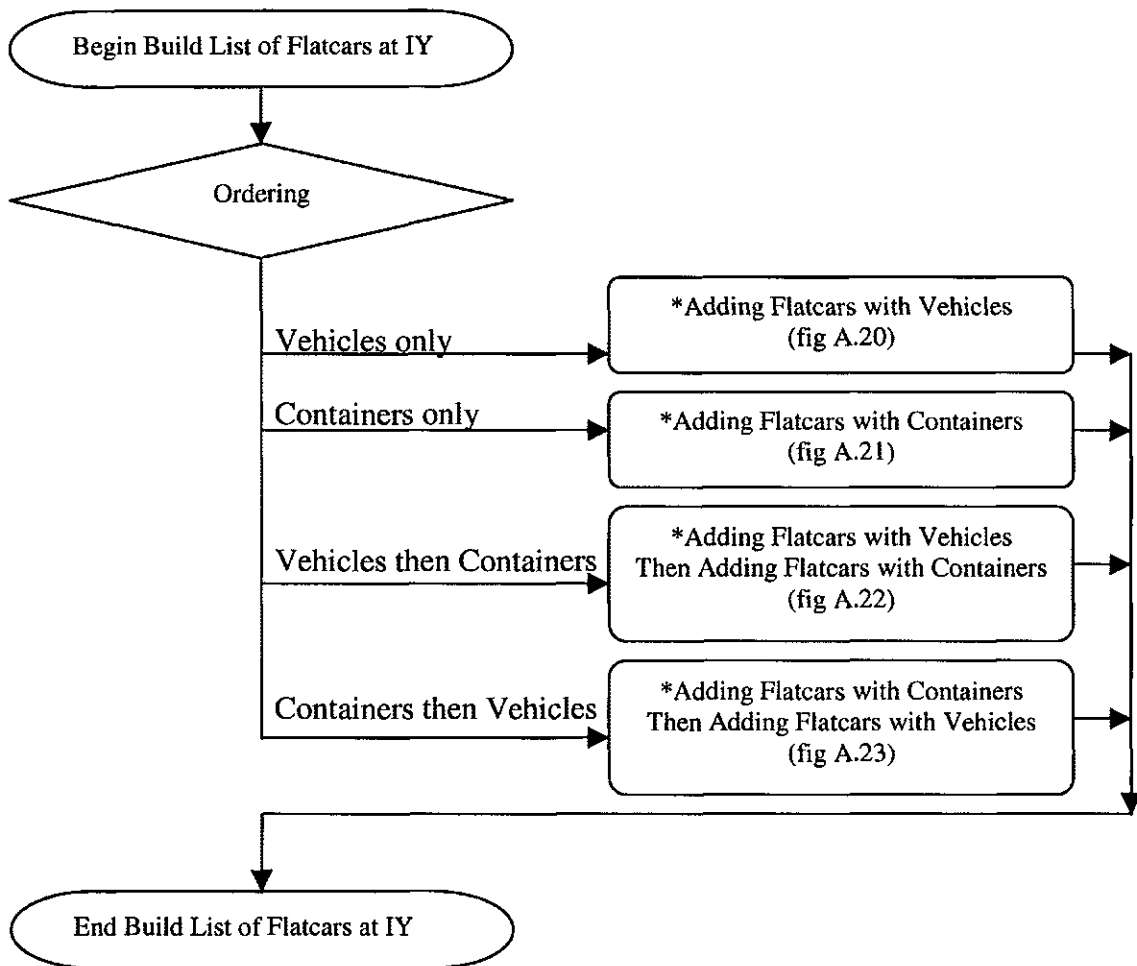 Begin Build List of Flatcars at IY
Ordering
Vehicles only
*Adding Flatcars with Vehicles
(fig A.20)
Containers only
*Adding Flatcars with Containers
(fig A.21)
Vehicles then Containers
*Adding Flatcars with Vehicles
Then Adding Flatcars with Containers
(fig A.22)
Containers then Vehicles
*Adding Flatcars with Containers
Then Adding Flatcars with Vehicles
(fig A.23)
End Build List of Flatcars at IY